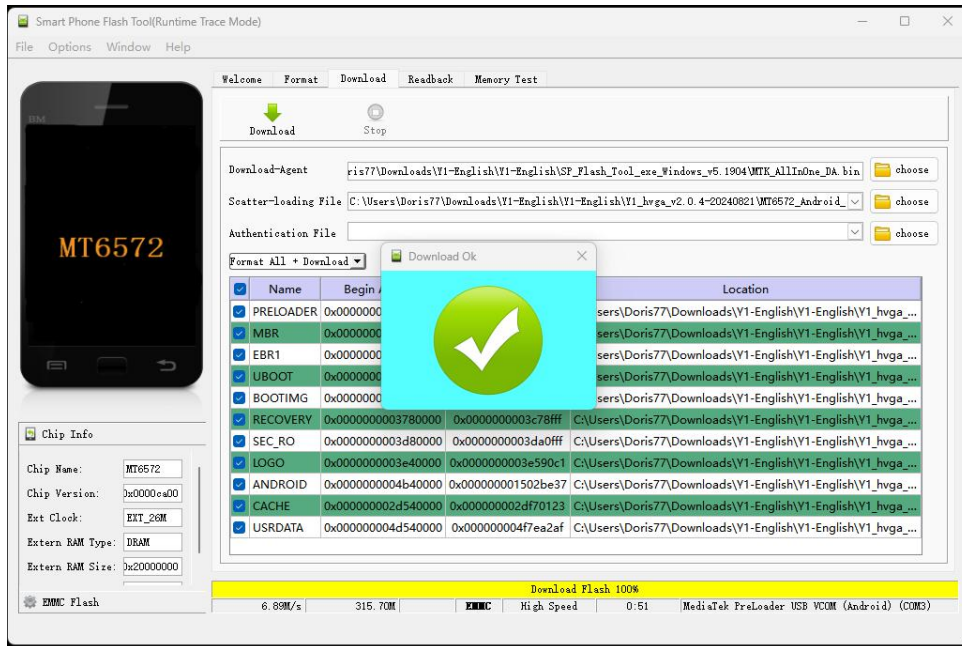 Smart Phone Flash Tool(Runtime Trace Mode)
File Options Window Help
BM
MT6572
Welcome Format Download Readback Memory Test
Download Stop
Download-Agent ris77\Downloads\Y1-English\Y1-English\SP_Flash_Tool_exe_Windows_v5.1904\MTK_AllInOne_DA.bin choose
Scatter-loading File C:\Users\Doris77\Downloads\Y1-English\Y1-English\Y1_hvga_v2.0.4-20240821\MT6572_Android_ choose
Authentication File choose
Format All + Download
Download Ok
Name Begin Location
PRELOADER 0x0000000 sers\Doris77\Downloads\Y1-English\Y1-English\Y1_hvga_...
MBR 0x0000000 sers\Doris77\Downloads\Y1-English\Y1-English\Y1_hvga_...
EBR1 0x0000000 sers\Doris77\Downloads\Y1-English\Y1-English\Y1_hvga_...
UBOOT 0x0000000 sers\Doris77\Downloads\Y1-English\Y1-English\Y1_hvga_...
BOOTIMG 0x0000000 sers\Doris77\Downloads\Y1-English\Y1-English\Y1_hvga_...
RECOVERY 0x0000000003780000 0x0000000003c78fff C:\Users\Doris77\Downloads\Y1-English\Y1-English\Y1_hvga_...
SEC_RO 0x0000000003d80000 0x0000000003da0fff C:\Users\Doris77\Downloads\Y1-English\Y1-English\Y1_hvga_...
LOGO 0x0000000003e40000 0x0000000003e590c1 C:\Users\Doris77\Downloads\Y1-English\Y1-English\Y1_hvga_...
ANDROID 0x0000000004b40000 0x000000001502be37 C:\Users\Doris77\Downloads\Y1-English\Y1-English\Y1_hvga_...
CACHE 0x000000002d540000 0x000000002df70123 C:\Users\Doris77\Downloads\Y1-English\Y1-English\Y1_hvga_...
USRDATA 0x000000004d540000 0x000000004f7ea2af C:\Users\Doris77\Downloads\Y1-English\Y1-English\Y1_hvga_...
Chip Info
Chip Name: MT6572
Chip Version: 0x0000ca00
Ext Clock: EXT_26M
Extern RAM Type: DRAM
Extern RAM Size: 0x20000000
EMMC Flash
Download Flash 100%
6.89M/s 315.70M EMMC High Speed 0:51 MediaTek PreLoader USB VCOM (Android) (COM3)